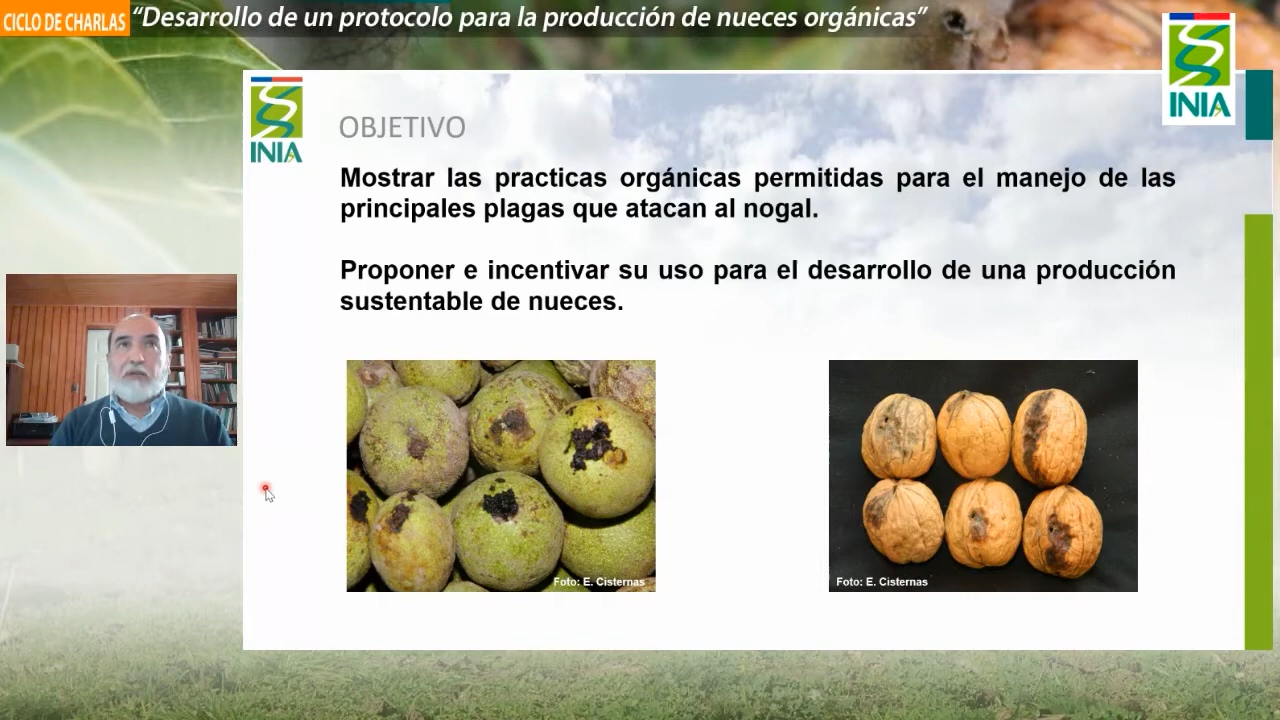 CICLO DE CHARLAS "Desarrollo de un protocolo para la producción de nueces orgánicas"
INIA
INIA
OBJETIVO
Mostrar las practicas orgánicas permitidas para el manejo de las
principales plagas que atacan al nogal.
Proponer e incentivar su uso para el desarrollo de una producción
sustentable de nueces.
Foto: E. Cisternas
Foto: E. Cisternas